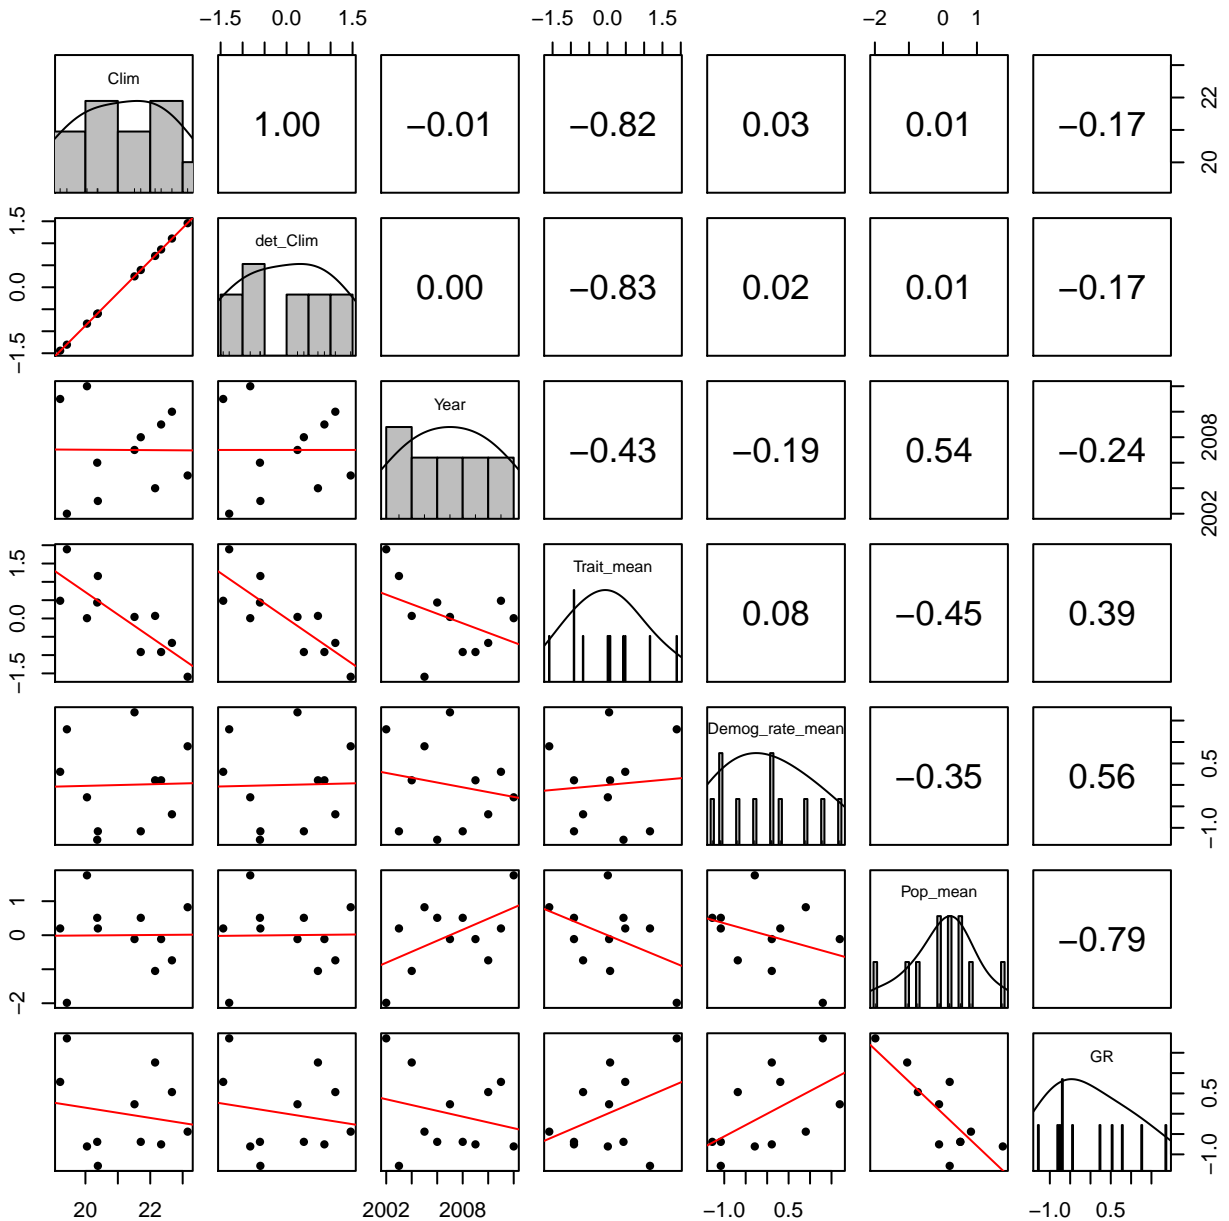 −1.5 0.0 1.5 −1.5 0.0 1.5 −2 0 1
Clim 1.00 −0.01 −0.82 0.03 0.01 −0.17 20 22
−1.5 0.0 1.5 det_Clim 0.00 −0.83 0.02 0.01 −0.17
Year −0.43 −0.19 0.54 −0.24 2002 2008
−1.5 0.0 1.5 Trait_mean 0.08 −0.45 0.39
Demog_rate_mean −0.35 0.56 −1.0 0.5
−2 0 1 Pop_mean −0.79
GR −1.0 0.5
20 22 2002 2008 −1.0 0.5 −1.0 0.5